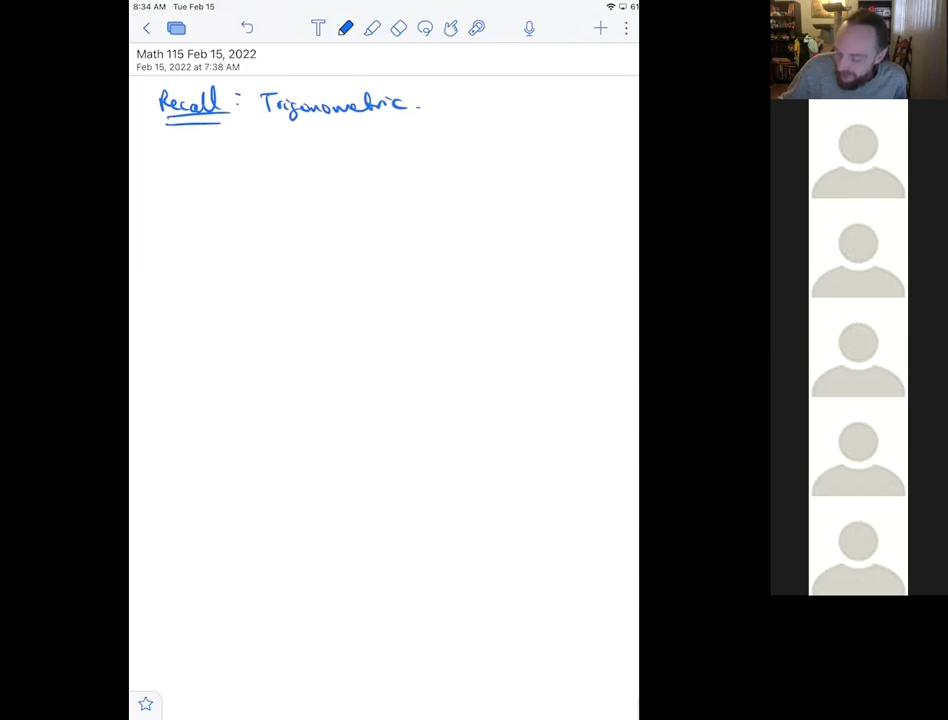 8:34 AM Tue Feb 15
61
Math 115 Feb 15, 2022
Feb 15, 2022 at 7:38 AM
Recall : Trigonometric.